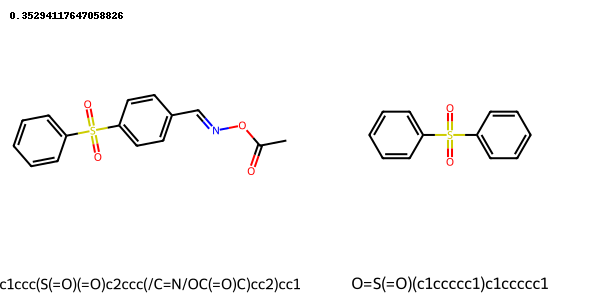 0.35294117647058826
O
S
O
N
O
O
O
S
O
c1ccc(S(=O)(=O)c2ccc(/C=N/OC(=O)C)cc2)cc1
O=S(=O)(c1ccccc1)c1ccccc1